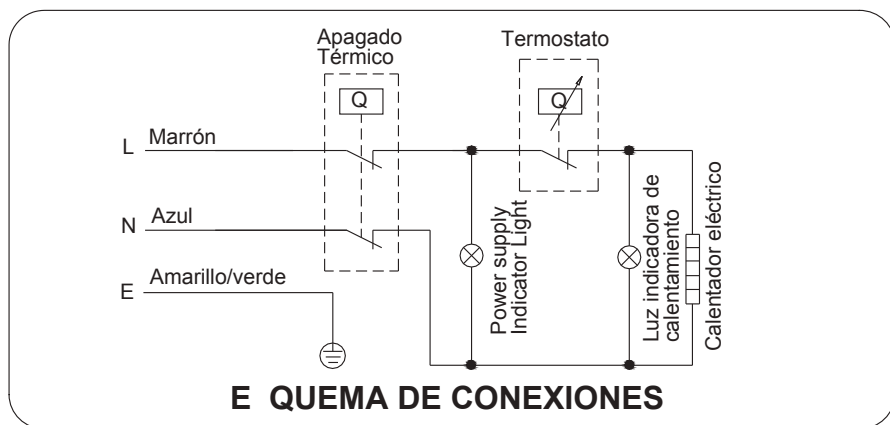 Apagado
Térmico
Termostato
Q
Q
L Marrón
N Azul
E Amarillo/verde
Power supply
Indicator Light
Luz indicadora de
calentamiento
Calentador eléctrico
E QUEMA DE CONEXIONES